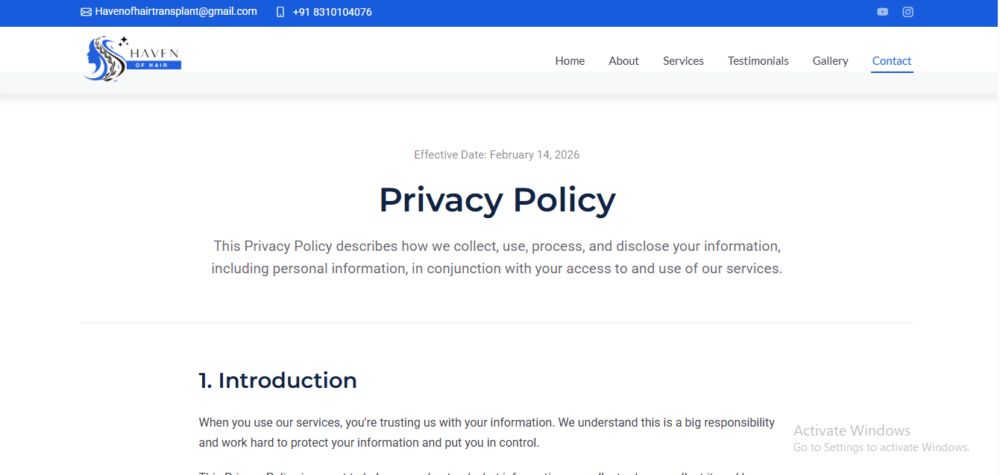 Havenofhairtransplant@gmail.com +91 8310104076
HAVEN
OF HAIR
Home About Services Testimonials Gallery Contact
Effective Date: February 14, 2026
Privacy Policy
This Privacy Policy describes how we collect, use, process, and disclose your information,
including personal information, in conjunction with your access to and use of our services.
1. Introduction
When you use our services, you're trusting us with your information. We understand this is a big responsibility
and work hard to protect your information and put you in control.
Activate Windows
Go to Settings to activate Windows.